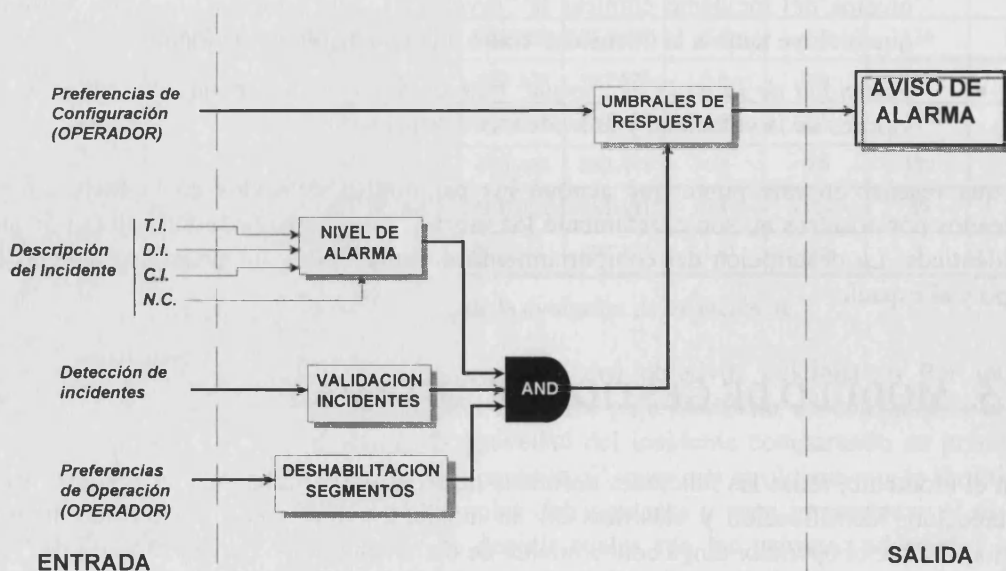 Preferencias de
Configuración
(OPERADOR)
UMBRALES DE
RESPUESTA
AVISO DE
ALARMA
Descripción
del Incidente
T.I.
D.I.
C.I.
N.C.
NIVEL DE
ALARMA
Detección de
incidentes
VALIDACION
INCIDENTES
AND
Preferencias
de Operación
(OPERADOR)
DESHABILITACION
SEGMENTOS
ENTRADA
SALIDA